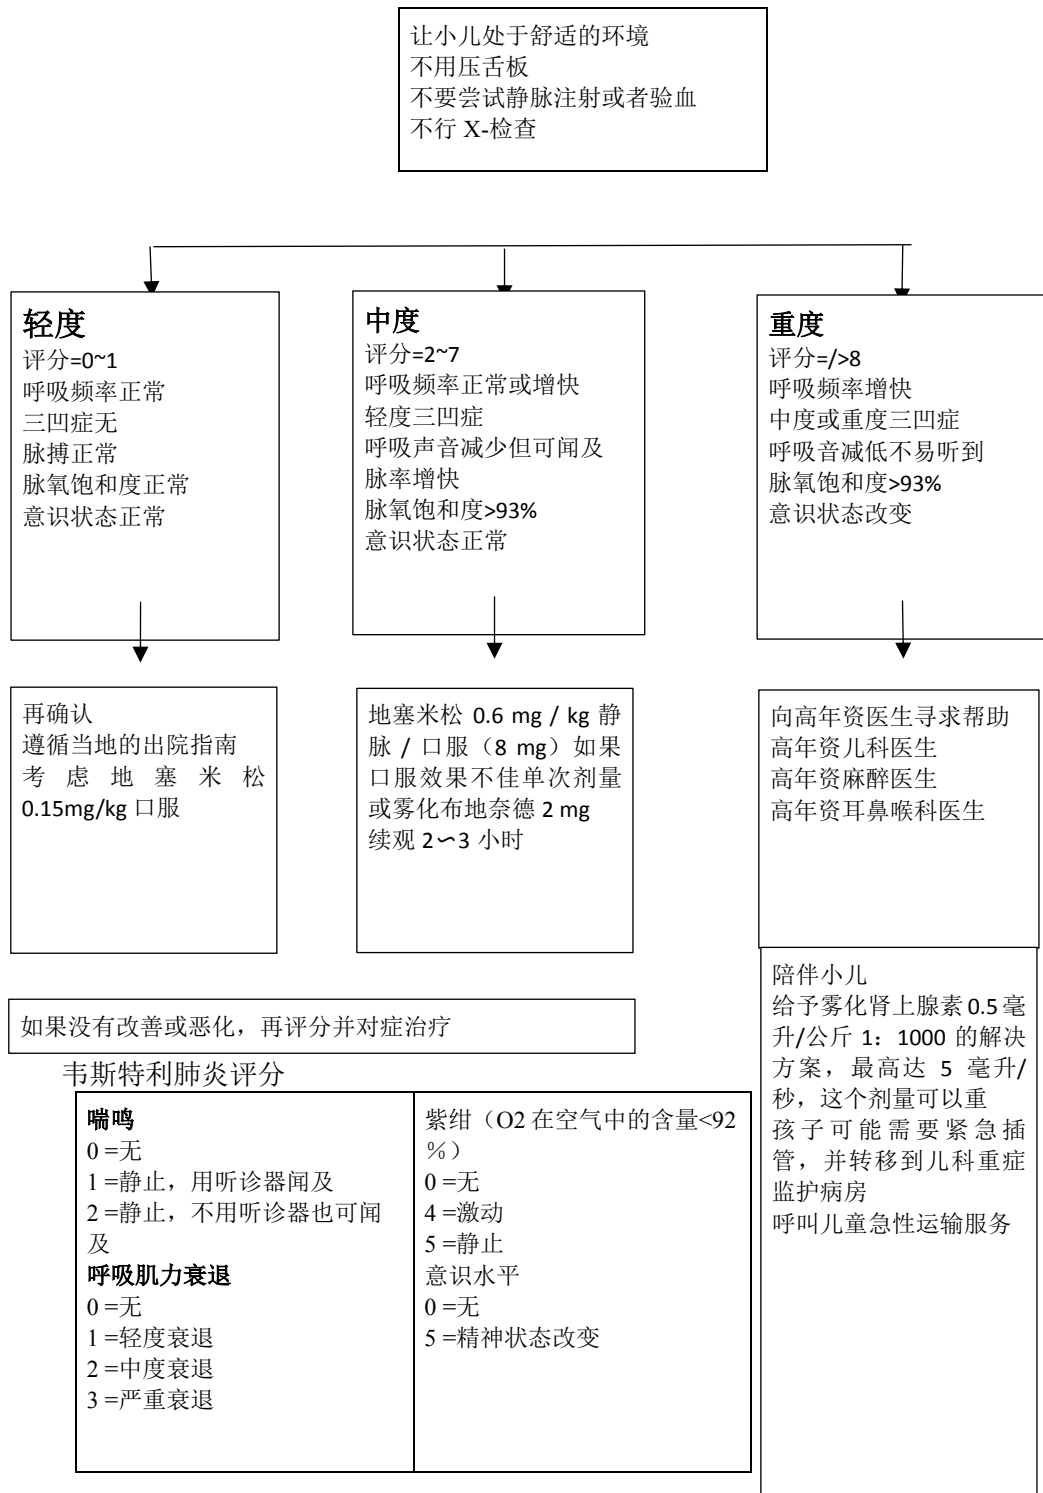 让小儿处于舒适的环境
不用压舌板
不要尝试静脉注射或者验血
不行 X-检查
轻度
评分=0~1
呼吸频率正常
三凹症无
脉搏正常
脉氧饱和度正常
意识状态正常
中度
评分=2~7
呼吸频率正常或增快
轻度三凹症
呼吸声音减少但可闻及
脉率增快
脉氧饱和度>93%
意识状态正常
重度
评分=/>8
呼吸频率增快
中度或重度三凹症
呼吸音减低不易听到
脉氧饱和度>93%
意识状态改变
再确认
遵循当地的出院指南
考虑地塞米松
0.15mg/kg 口服
地塞米松 0.6 mg / kg 静
脉 / 口服（8 mg）如果
口服效果不佳单次剂量
或雾化布地奈德 2 mg
续观 2～3 小时
向高年资医生寻求帮助
高年资儿科医生
高年资麻醉医生
高年资耳鼻喉科医生
陪伴小儿
给予雾化肾上腺素 0.5 毫
升/公斤 1：1000 的解决
方案，最高达 5 毫升/
秒，这个剂量可以重
孩子可能需要紧急插
管，并转移到儿科重症
监护病房
呼叫儿童急性运输服务
如果没有改善或恶化，再评分并对症治疗
韦斯特利肺炎评分
喘鸣
0 =无
1 =静止，用听诊器闻及
2 =静止，不用听诊器也可闻
及
呼吸肌力衰退
0 =无
1 =轻度衰退
2 =中度衰退
3 =严重衰退
紫绀（O2 在空气中的含量<92
％）
0 =无
4 =激动
5 =静止
意识水平
0 =无
5 =精神状态改变